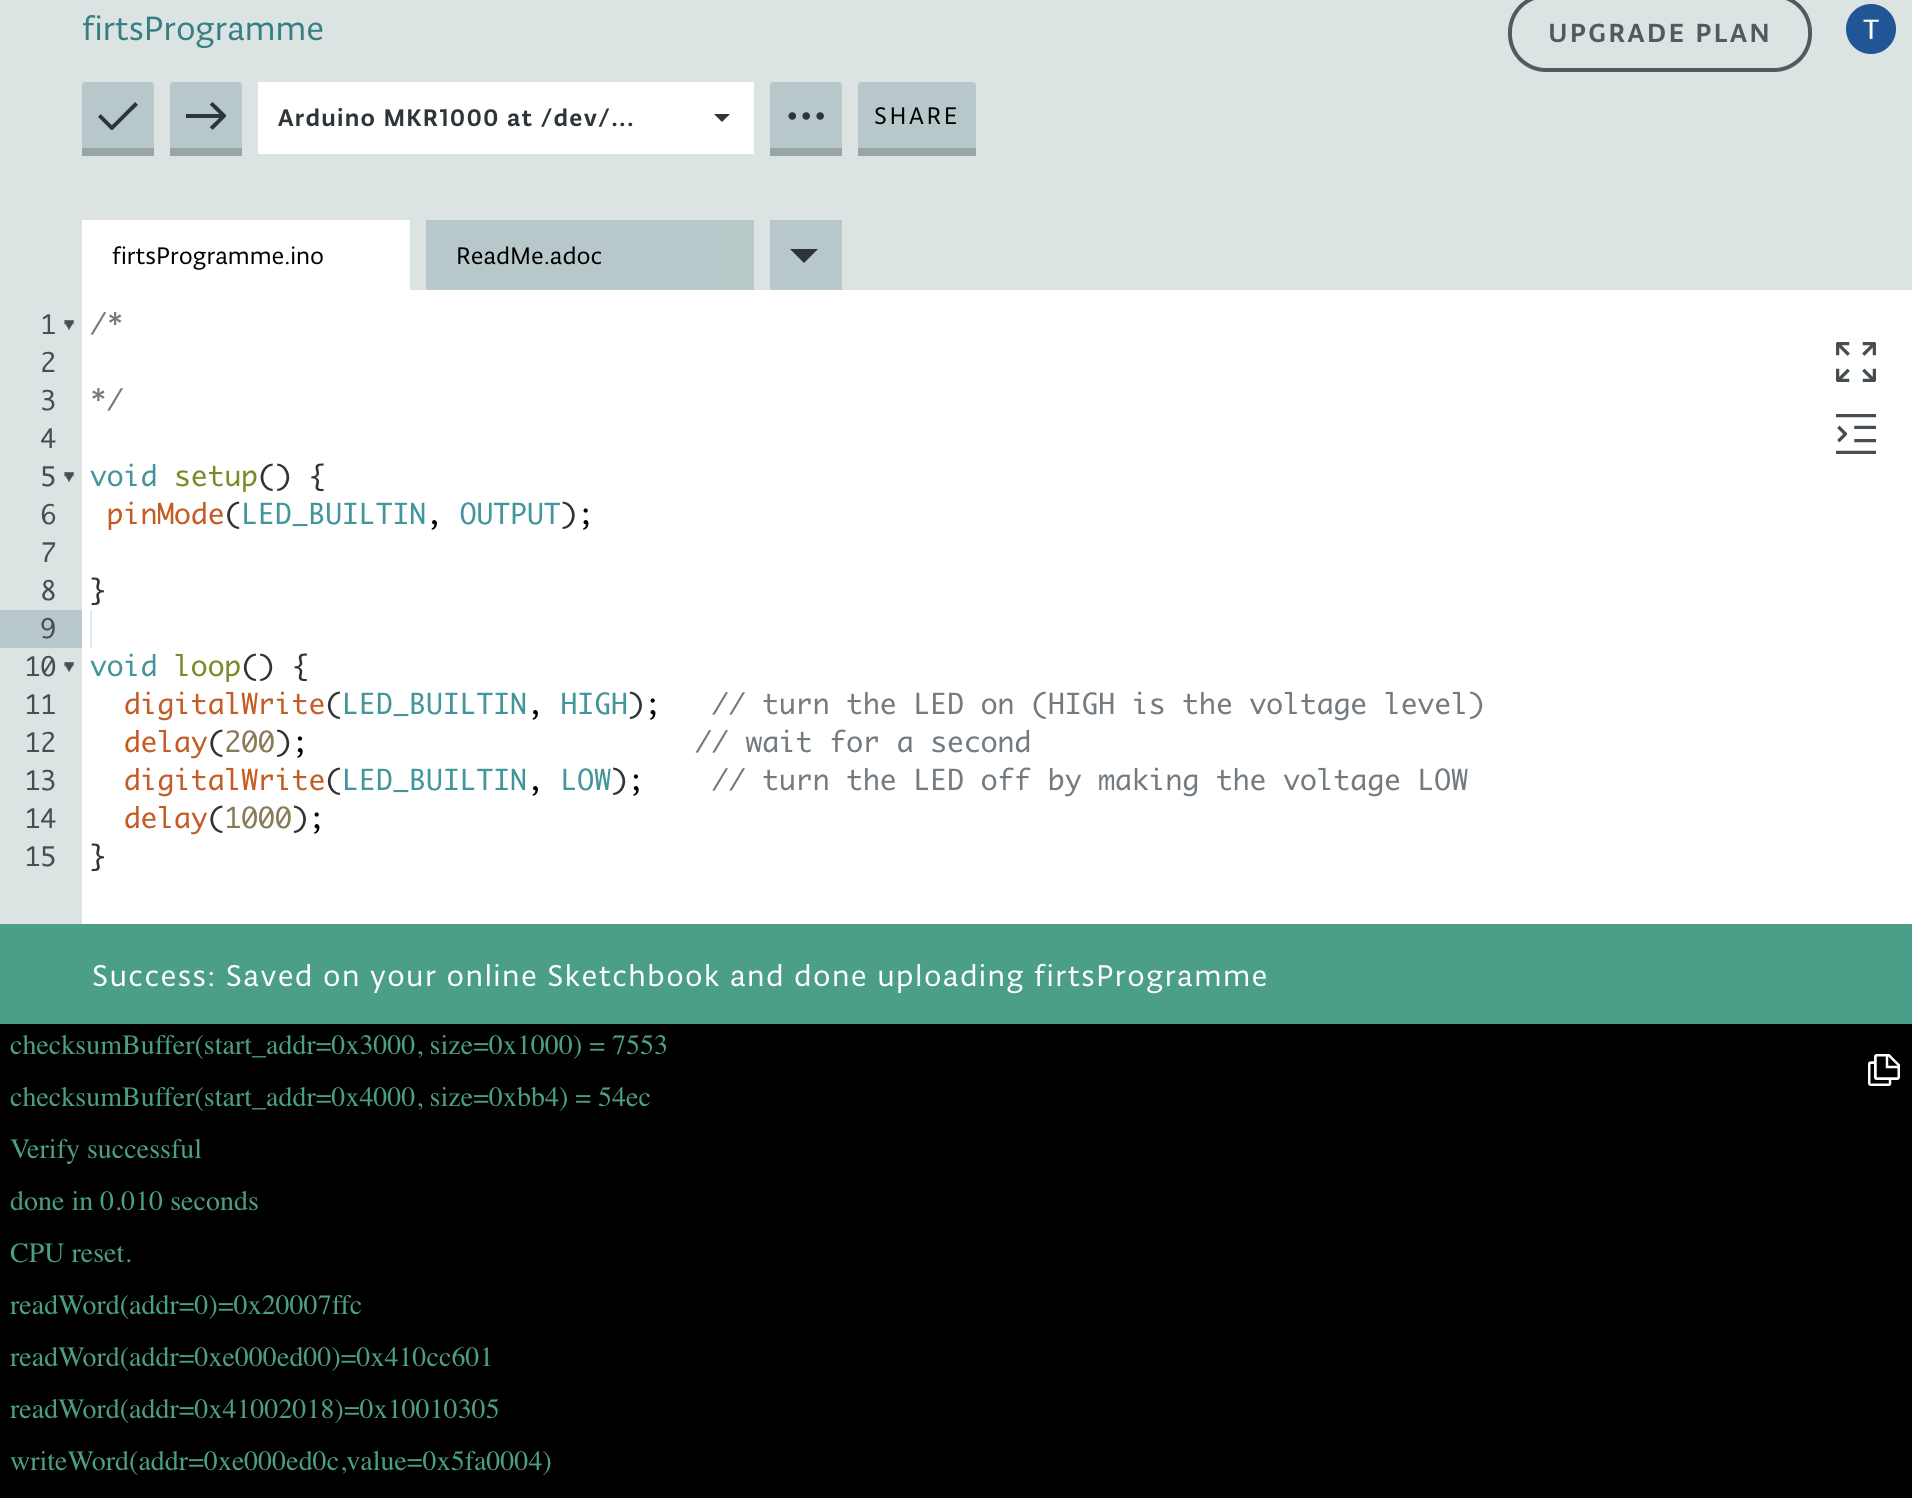 firtsProgramme
UPGRADE PLAN
T
Arduino MKR1000 at /dev/...
SHARE
firtsProgramme.ino
ReadMe.adoc
1 /*
2
3 */
4
5 void setup() {
6 pinMode(LED_BUILTIN, OUTPUT);
7
8 }
9
10 void loop() {
11 digitalWrite(LED_BUILTIN, HIGH); // turn the LED on (HIGH is the voltage level)
12 delay(200); // wait for a second
13 digitalWrite(LED_BUILTIN, LOW); // turn the LED off by making the voltage LOW
14 delay(1000);
15 }
Success: Saved on your online Sketchbook and done uploading firtsProgramme
checksumBuffer(start_addr=0x3000, size=0x1000) = 7553
checksumBuffer(start_addr=0x4000, size=0xbb4) = 54ec
Verify successful
done in 0.010 seconds
CPU reset.
readWord(addr=0)=0x20007ffc
readWord(addr=0xe000ed00)=0x410cc601
readWord(addr=0x41002018)=0x10010305
writeWord(addr=0xe000ed0c,value=0x5fa0004)